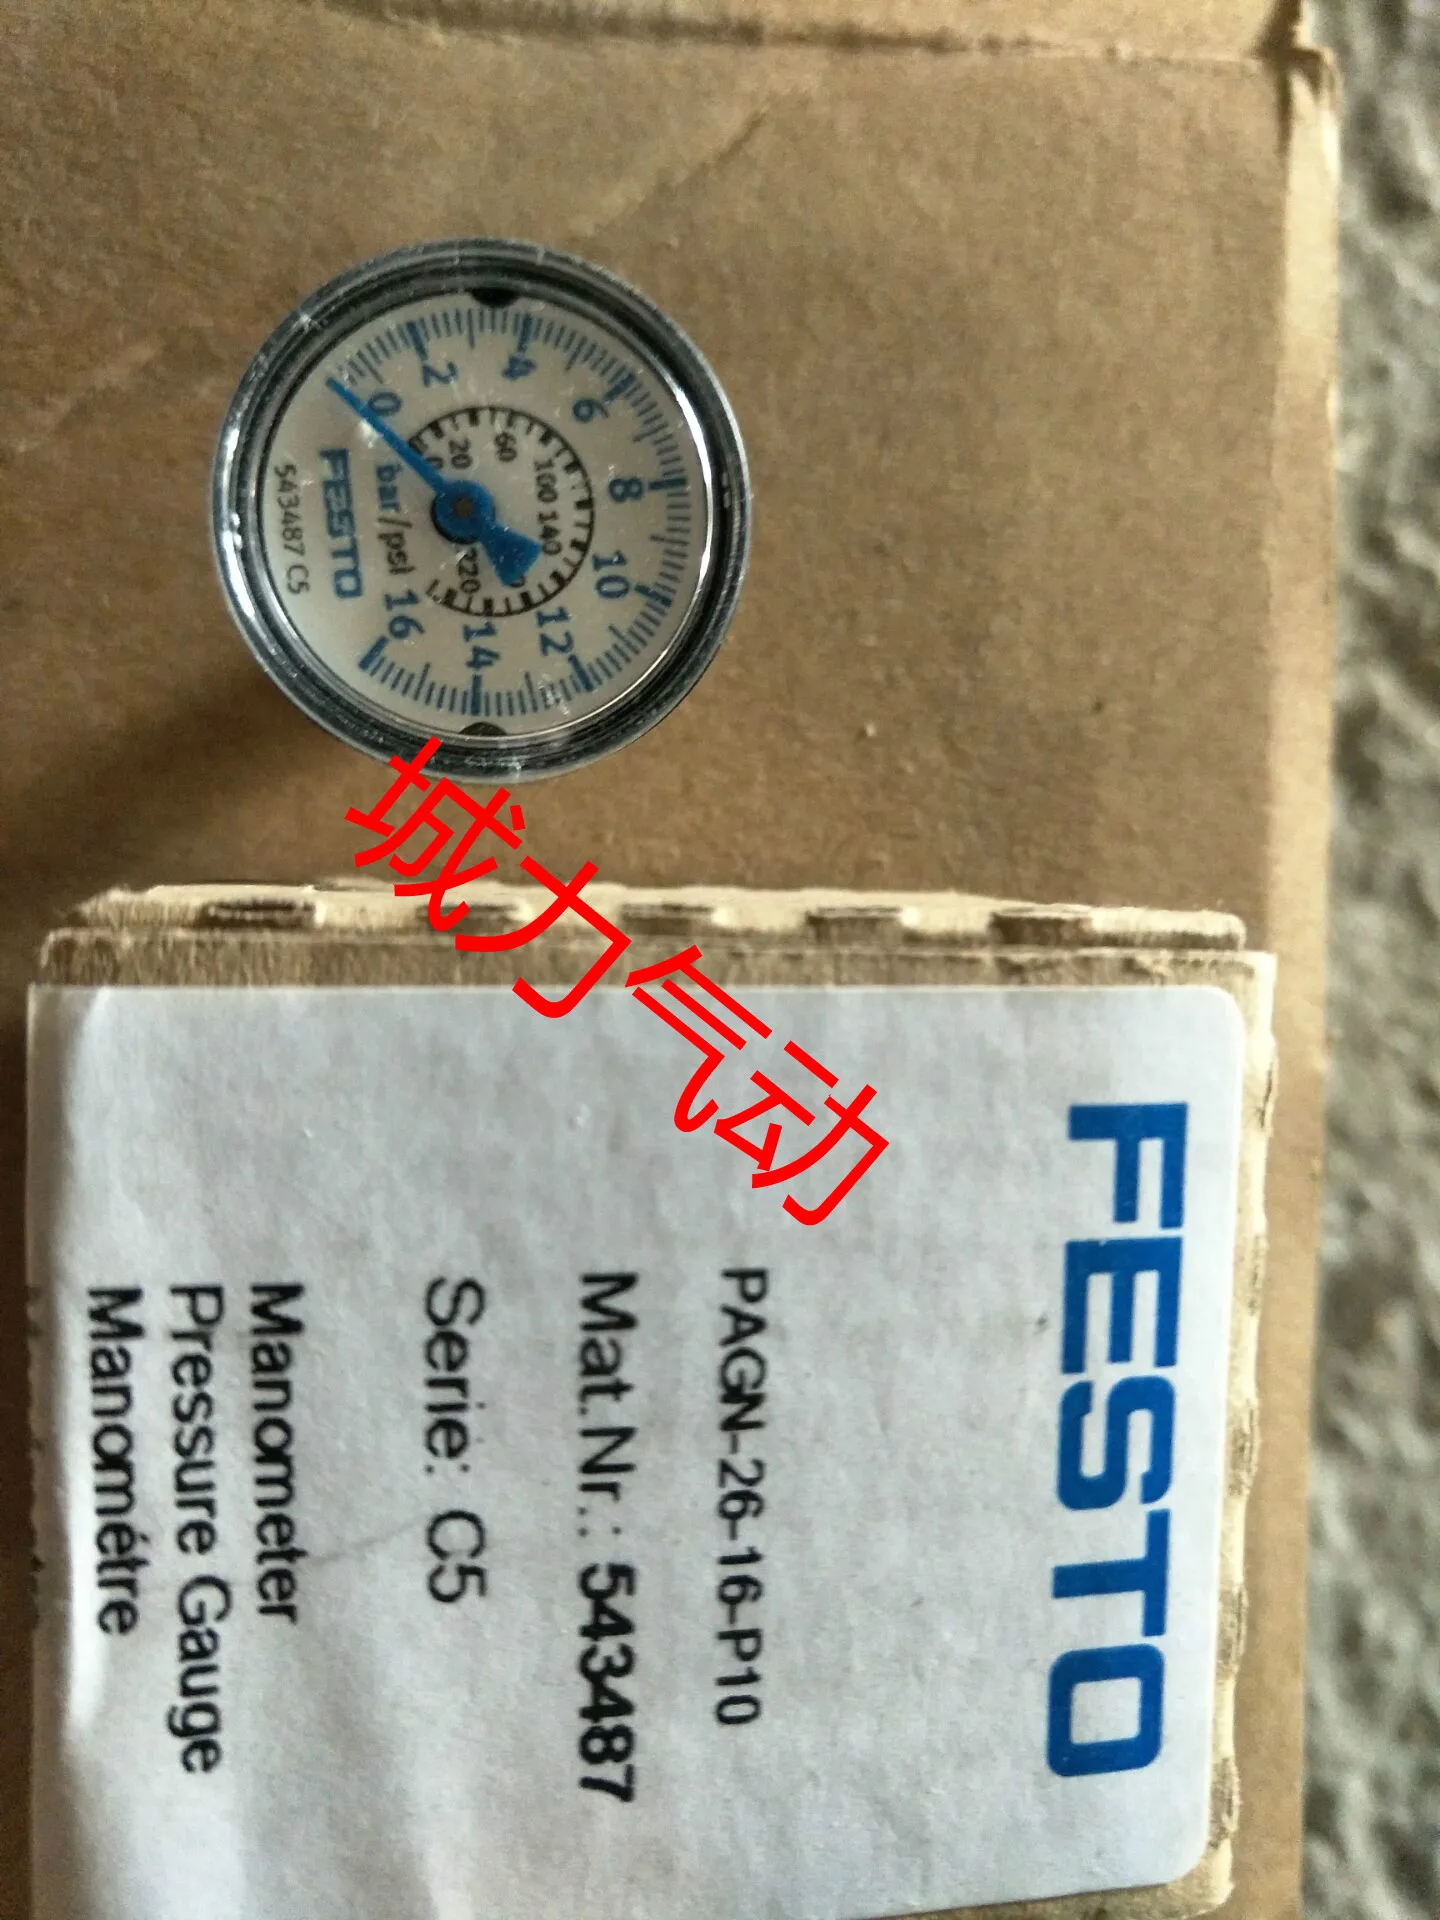 0 2 4 6 8 10 12 14 16
0 20 60 100 140
220
bar/psi
FESTO
543487 C5
城力气动
FESTO
PAGN-26-16-P10
Mat.Nr.: 543487
Serie: C5
Manometer
Pressure Gauge
Manométre